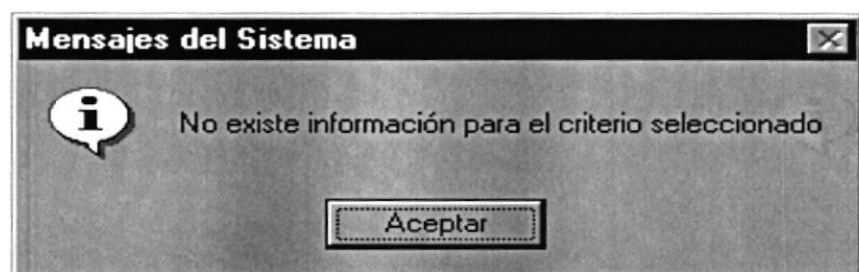 Mensajes del Sistema
No existe información para el criterio seleccionado
Aceptar